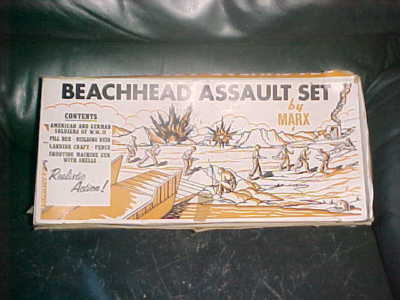 BEACHHEAD ASSAULT SET
by
MARX
CONTENTS
AMERICAN AND GERMAN
SOLDIERS OF W.W. II
PILL BOX - BUILDING RUIN
LANDING CRAFT - FENCE
SHOOTING MACHINE GUN
WITH SHELLS
Realistic
Action!